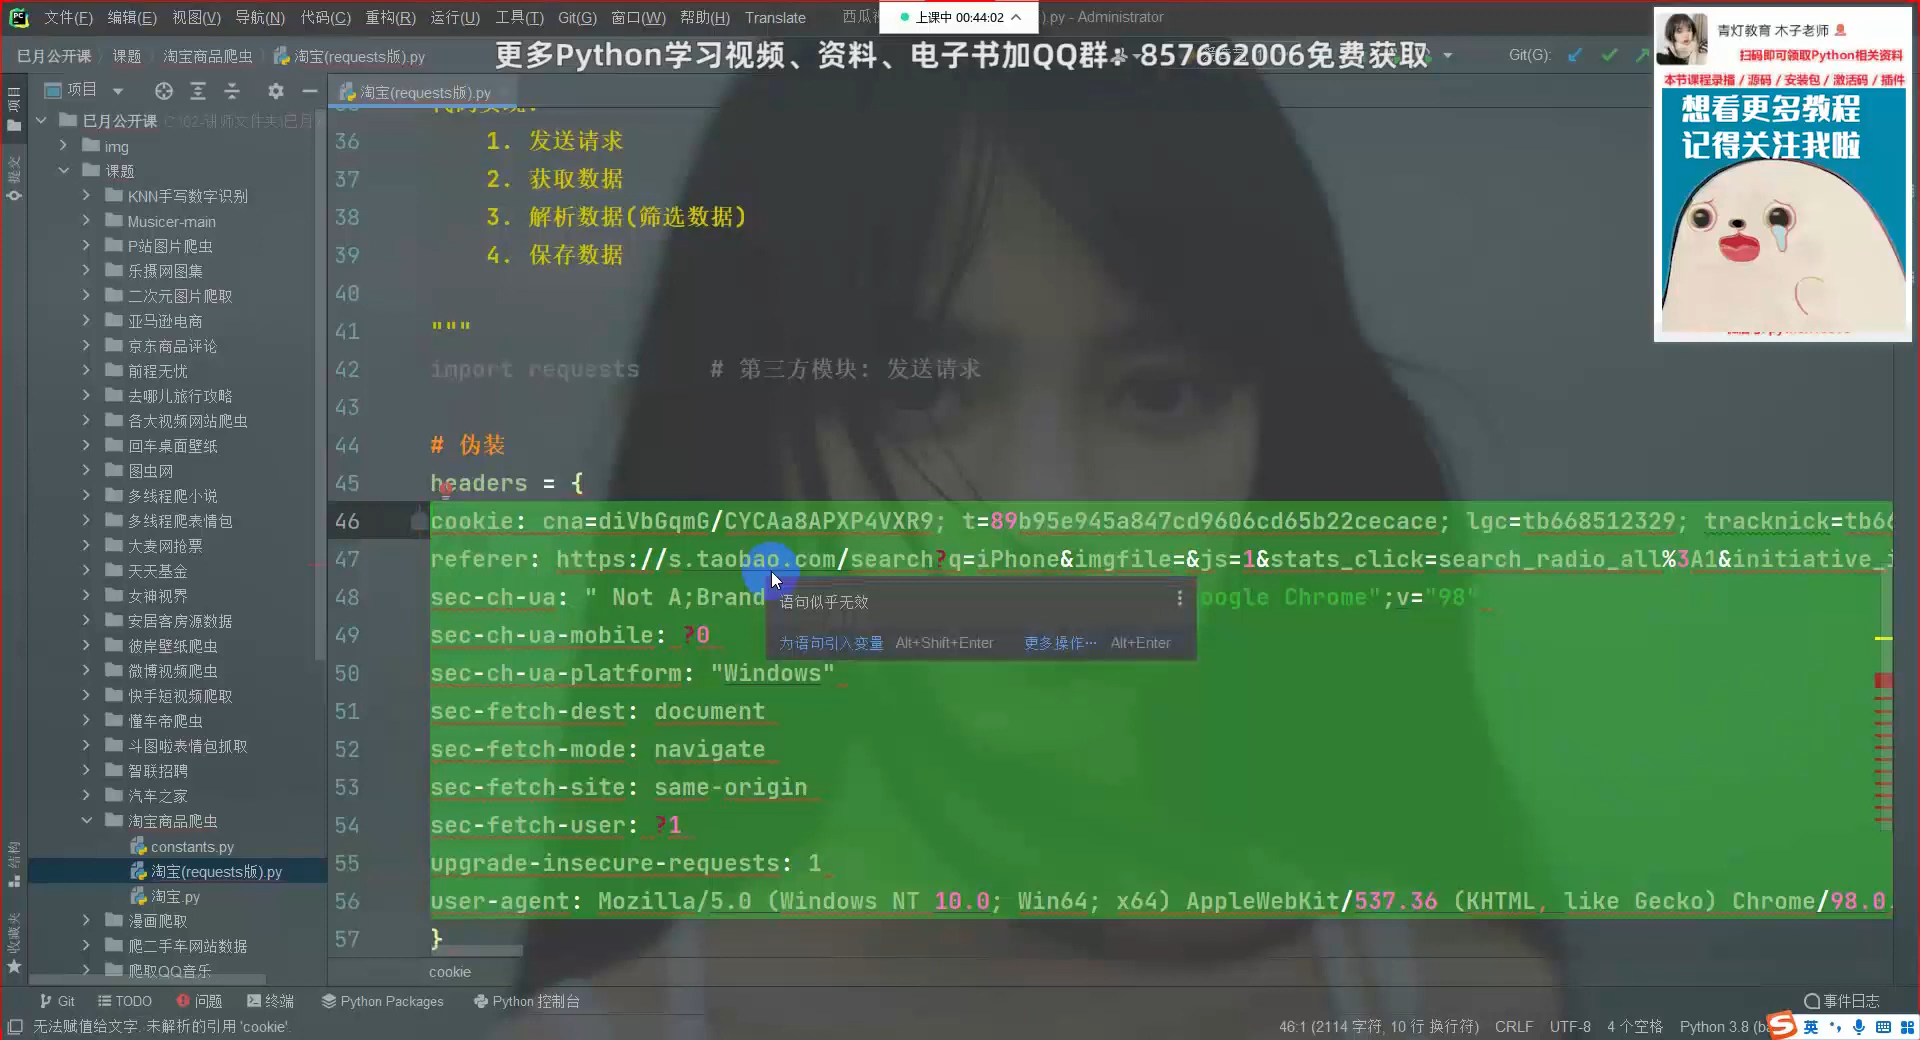 文件(F) 编辑(E) 视图(V) 导航(N) 代码(C) 重构(R) 运行(U) 工具(T) Git(G) 窗口(W) 帮助(H) Translate
上课中 00:44:02
).py - Administrator
巳月公开课 课题 淘宝商品爬虫 淘宝(requests版).py
Git(G):
更多Python学习视频、资料、电子书加QQ群：857662006免费获取
青灯教育 木子老师
扫码即可领取Python相关资料
本节课程录播 / 源码 / 安装包 / 激活码 / 插件
想看更多教程
记得关注我啦
项目
提交
结构
收藏夹
项目
巳月公开课
img
课题
KNN手写数字识别
Musicer-main
P站图片爬虫
乐摄网图集
二次元图片爬取
亚马逊电商
京东商品评论
前程无忧
去哪儿旅行攻略
各大视频网站爬虫
回车桌面壁纸
图虫网
多线程爬小说
多线程爬表情包
大麦网抢票
天天基金
女神视界
安居客房源数据
彼岸壁纸爬虫
微博视频爬虫
快手短视频爬取
懂车帝爬虫
斗图啦表情包抓取
智联招聘
汽车之家
淘宝商品爬虫
constants.py
淘宝(requests版).py
淘宝.py
漫画爬取
爬二手车网站数据
爬取QQ音乐
淘宝(requests版).py
36 1. 发送请求
37 2. 获取数据
38 3. 解析数据(筛选数据)
39 4. 保存数据
40
41 """
42 import requests # 第三方模块: 发送请求
43
44 # 伪装
45 headers = {
46 cookie: cna=diVbGqmG/CYCAa8APXP4VXR9; t=89b95e945a847cd9606cd65b22cecace; lgc=tb668512329; tracknick=tb66
47 referer: https://s.taobao.com/search?q=iPhone&imgfile=&js=1&stats_click=search_radio_all%3A1&initiative_i
48 sec-ch-ua: " Not A;Brand oogle Chrome";v="98"
49 sec-ch-ua-mobile: ?0
50 sec-ch-ua-platform: "Windows"
51 sec-fetch-dest: document
52 sec-fetch-mode: navigate
53 sec-fetch-site: same-origin
54 sec-fetch-user: ?1
55 upgrade-insecure-requests: 1
56 user-agent: Mozilla/5.0 (Windows NT 10.0; Win64; x64) AppleWebKit/537.36 (KHTML, like Gecko) Chrome/98.0.
57 }
语句似乎无效
为语句引入变量 Alt+Shift+Enter 更多操作… Alt+Enter
cookie
Git TODO 问题 终端 Python Packages Python 控制台 事件日志
无法赋值给文字. 未解析的引用 'cookie'.
46:1 (2114 字符, 10 行 换行符) CRLF UTF-8 4 个空格 Python 3.8 (ba
英